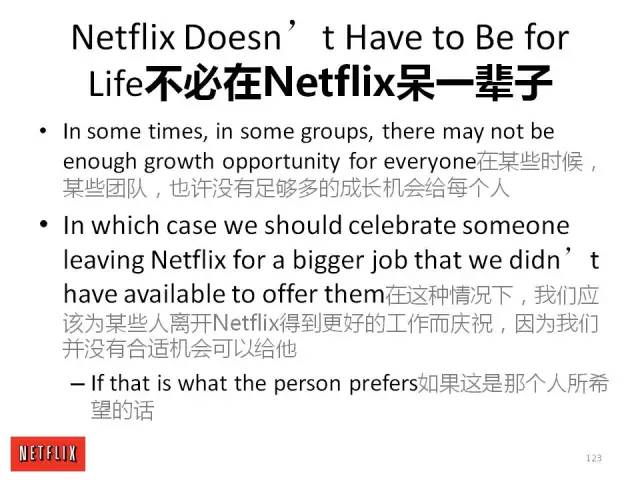 Netflix Doesn’t Have to Be for
Life不必在Netflix呆一辈子
• In some times, in some groups, there may not be
enough growth opportunity for everyone在某些时候，
某些团队，也许没有足够多的成长机会给每个人
• In which case we should celebrate someone
leaving Netflix for a bigger job that we didn’t
have available to offer them在这种情况下，我们应
该为某些人离开Netflix得到更好的工作而庆祝，因为我们
并没有合适机会可以给他
– If that is what the person prefers如果这是那个人所希
望的话
NETFLIX
123